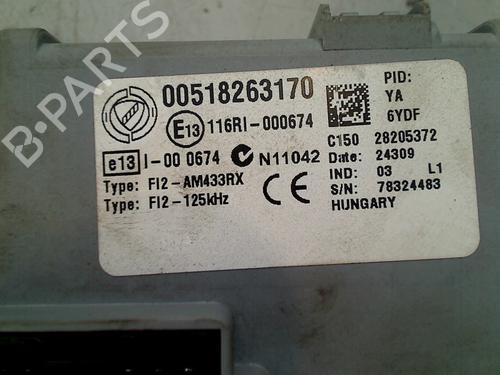 00518263170
E13 116RI-000674
e13 I-00 0674 N11042
Type: FI2-AM433RX
Type: FI2-125kHz
CE
PID:
YA
6YDF
C150 28205372
Date: 24309
IND: 03 L1
S/N: 78324483
HUNGARY
B-PARTS